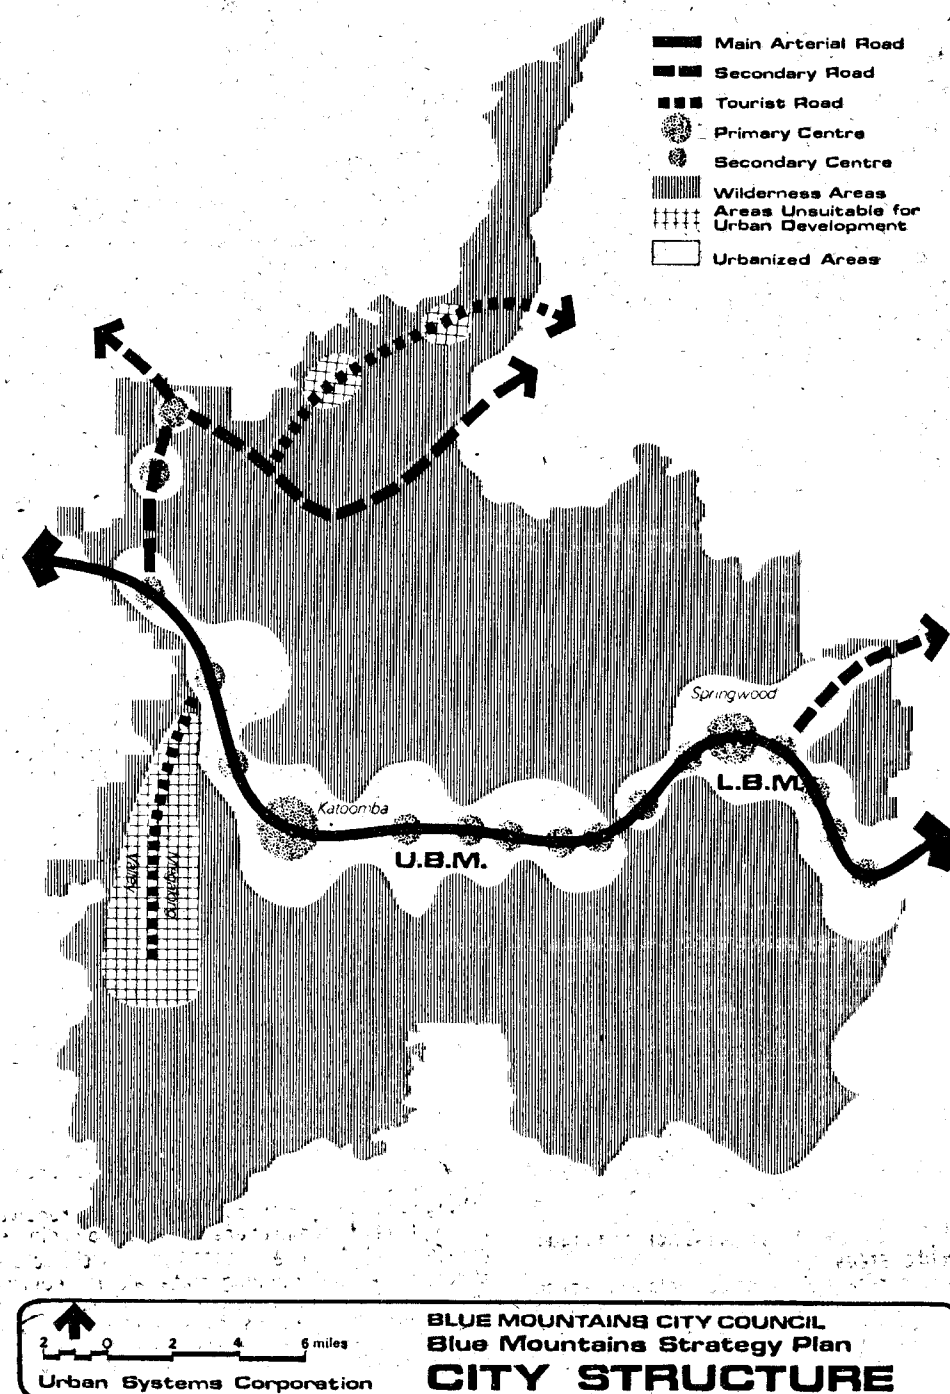 Main Arterial Road
Secondary Road
Tourist Road
Primary Centre
Secondary Centre
Wilderness Areas
Areas Unsuitable for
Urban Development
Urbanized Areas
Springwood
L.B.M.
Katoomba
U.B.M.
Megalong
Valley
2 0 2 4 6 miles
Urban Systems Corporation
BLUE MOUNTAINS CITY COUNCIL
Blue Mountains Strategy Plan
CITY STRUCTURE